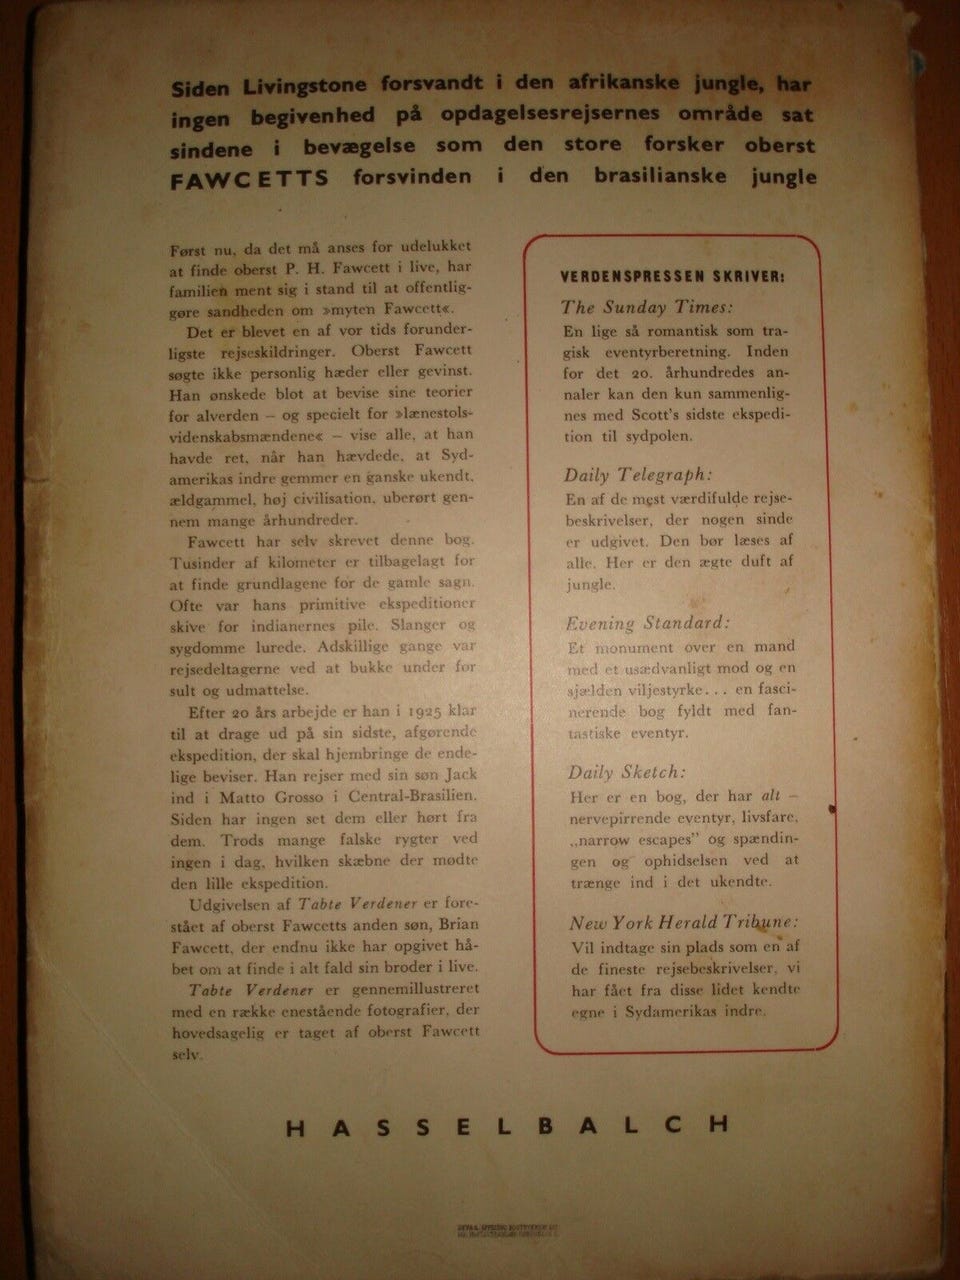 Siden Livingstone forsvandt i den afrikanske jungle, har
ingen begivenhed på opdagelsesrejsernes område sat
sindene i bevægelse som den store forsker oberst
FAWCETTS forsvinden i den brasilianske jungle
Først nu, da det må anses for udelukket
at finde oberst P. H. Fawcett i live, har
familien ment sig i stand til at offentlig-
gøre sandheden om »myten Fawcett«.
Det er blevet en af vor tids forunder-
ligste rejseskildringer. Oberst Fawcett
søgte ikke personlig hæder eller gevinst.
Han ønskede blot at bevise sine teorier
for alverden – og specielt for »lænestols-
videnskabsmændene« – vise alle, at han
havde ret, når han hævdede, at Syd-
amerikas indre gemmer en ganske ukendt,
ældgammel, høj civilisation, uberørt gen-
nem mange århundreder.
Fawcett har selv skrevet denne bog.
Tusinder af kilometer er tilbagelagt for
at finde grundlagene for de gamle sagn.
Ofte var hans primitive ekspeditioner
skive for indianernes pile. Slanger og
sygdomme lurede. Adskillige gange var
rejsedeltagerne ved at bukke under for
sult og udmattelse.
Efter 20 års arbejde er han i 1925 klar
til at drage ud på sin sidste, afgørende
ekspedition, der skal hjembringe de ende-
lige beviser. Han rejser med sin søn Jack
ind i Matto Grosso i Central-Brasilien.
Siden har ingen set dem eller hørt fra
dem. Trods mange falske rygter ved
ingen i dag, hvilken skæbne der mødte
den lille ekspedition.
Udgivelsen af Tabte Verdener er fore-
stået af oberst Fawcetts anden søn, Brian
Fawcett, der endnu ikke har opgivet hå-
bet om at finde i alt fald sin broder i live.
Tabte Verdener er gennemillustreret
med en række enestående fotografier, der
hovedsagelig er taget af oberst Fawcett
selv.
VERDENSPRESSEN SKRIVER:
The Sunday Times:
En lige så romantisk som tra-
gisk eventyrberetning. Inden
for det 20. århundredes an-
naler kan den kun sammenlig-
nes med Scott's sidste ekspedi-
tion til sydpolen.
Daily Telegraph:
En af de mest værdifulde rejse-
beskrivelser, der nogen sinde
er udgivet. Den bør læses af
alle. Her er den ægte duft af
jungle.
Evening Standard:
Et monument over en mand
med et usædvanligt mod og en
sjælden viljestyrke... en fasci-
nerende bog fyldt med fan-
tastiske eventyr.
Daily Sketch:
Her er en bog, der har alt –
nervepirrende eventyr, livsfare,
„narrow escapes” og spændin-
gen og ophidselsen ved at
trænge ind i det ukendte.
New York Herald Tribune:
Vil indtage sin plads som en af
de fineste rejsebeskrivelser, vi
har fået fra disse lidet kendte
egne i Sydamerikas indre.
HASSELBALCH